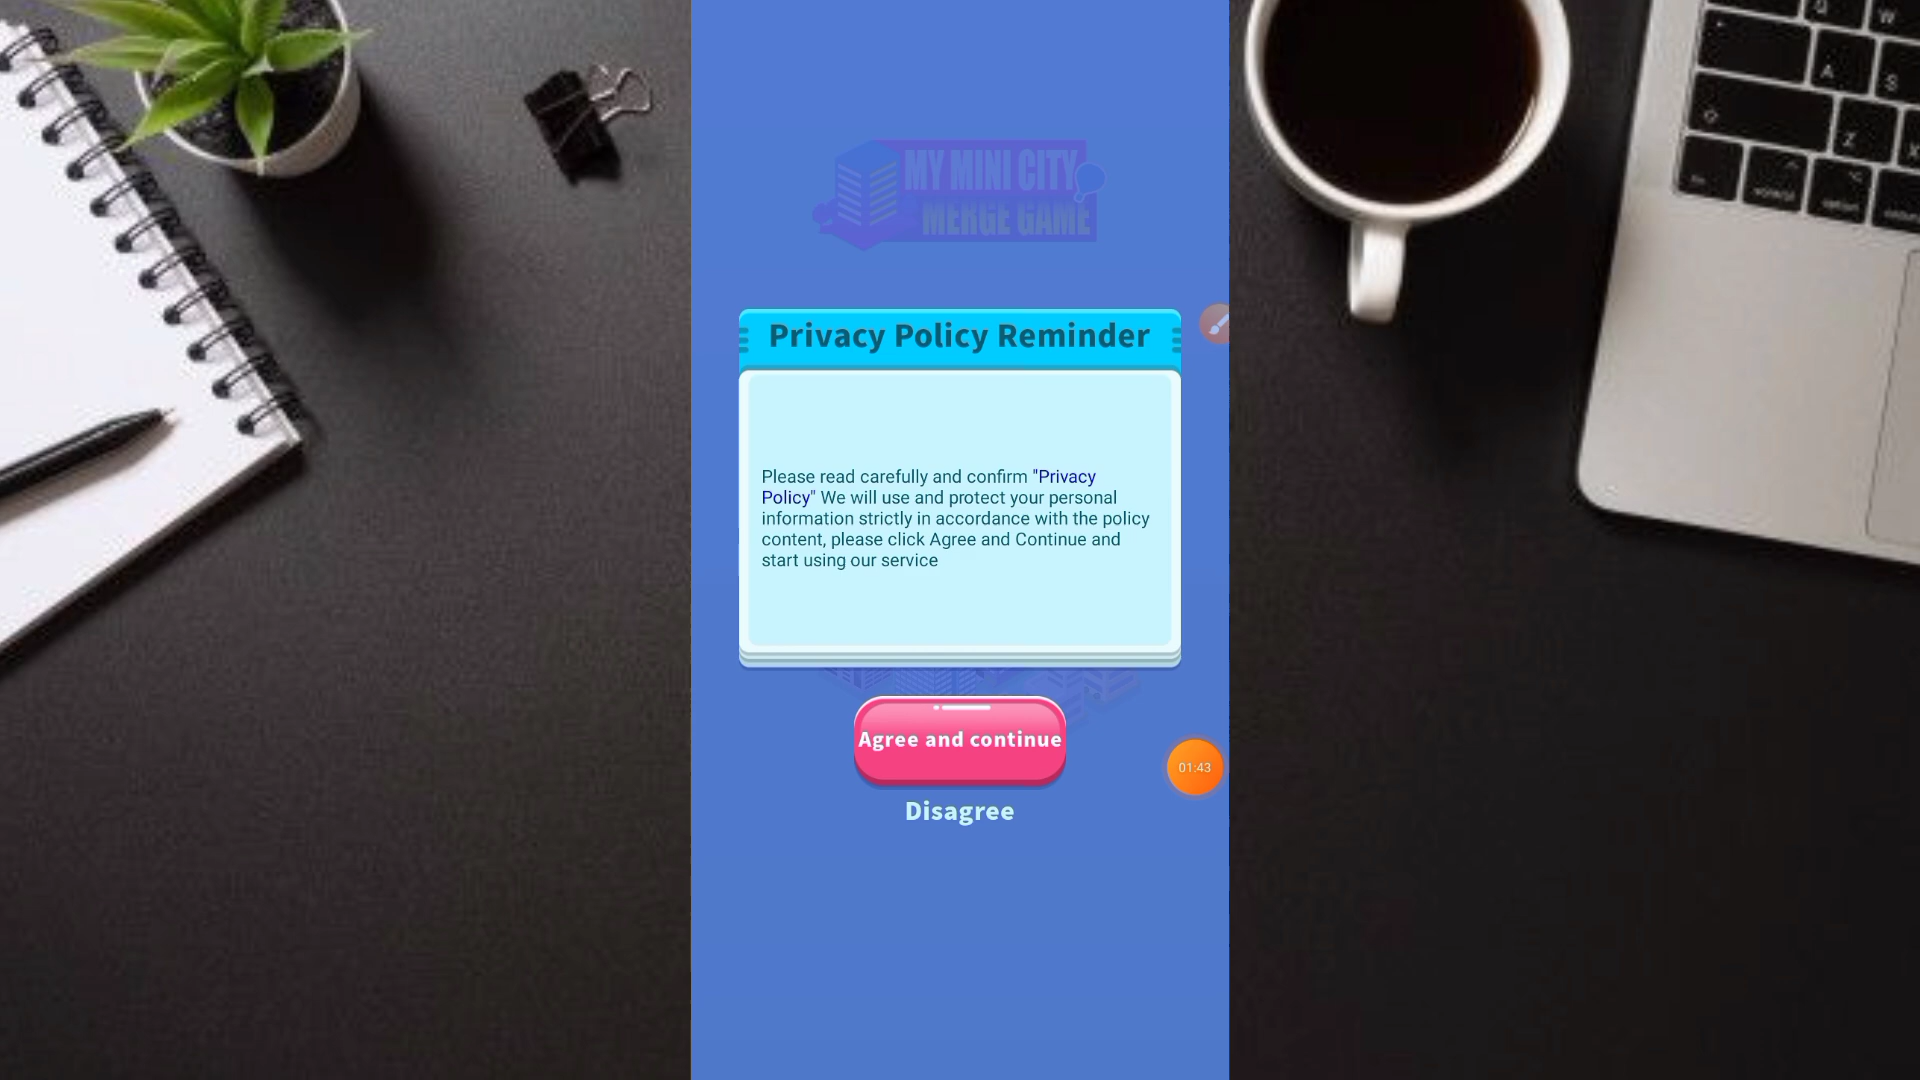 MY MINI CITY
MERGE GAME
Privacy Policy Reminder
Please read carefully and confirm "Privacy
Policy" We will use and protect your personal
information strictly in accordance with the policy
content, please click Agree and Continue and
start using our service
Agree and continue
01:43
Disagree
Q
W
A
S
Z
X
option